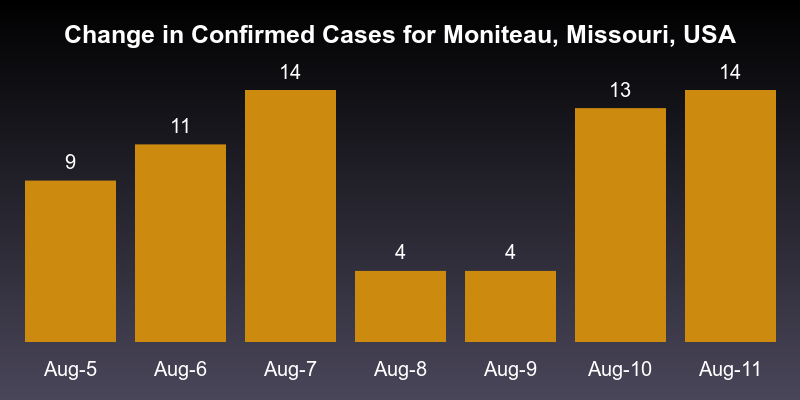 Change in Confirmed Cases for Moniteau, Missouri, USA
9
11
14
4
4
13
14
Aug-5
Aug-6
Aug-7
Aug-8
Aug-9
Aug-10
Aug-11